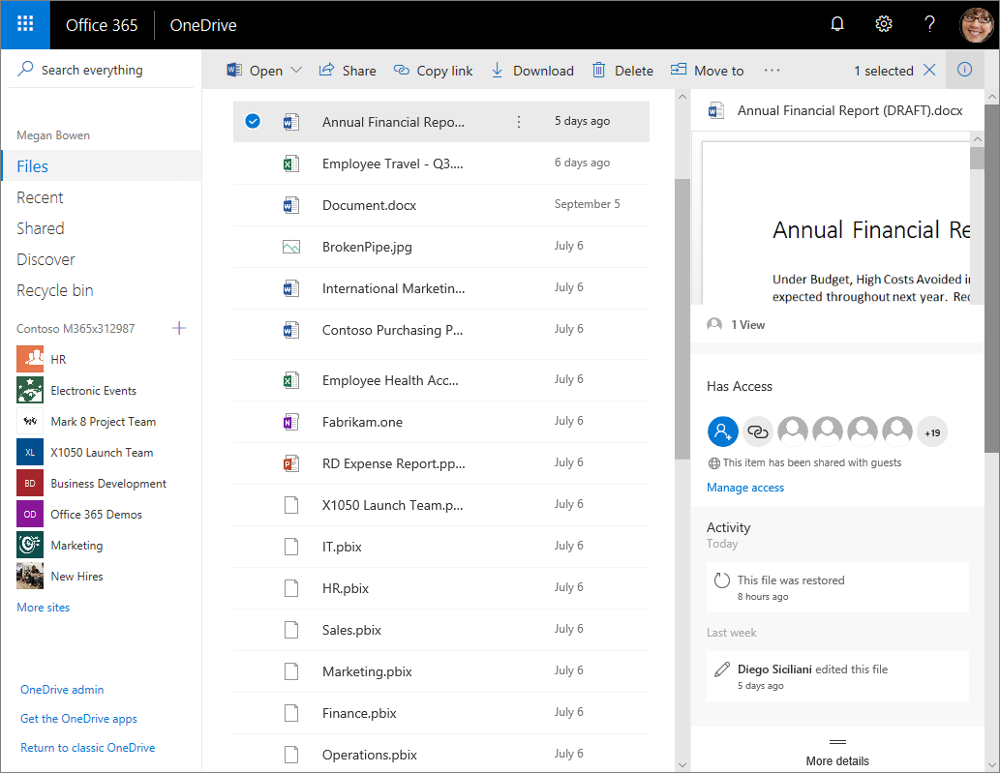 Office 365 OneDrive
Search everything
Open Share Copy link Download Delete Move to ··· 1 selected
Megan Bowen
Files
Recent
Shared
Discover
Recycle bin
Contoso M365x312987
HR
Electronic Events
Mark 8 Project Team
XL X1050 Launch Team
BD Business Development
OD Office 365 Demos
Marketing
New Hires
More sites
OneDrive admin
Get the OneDrive apps
Return to classic OneDrive
Annual Financial Repo... 5 days ago
Employee Travel - Q3.... 6 days ago
Document.docx September 5
BrokenPipe.jpg July 6
International Marketin... July 6
Contoso Purchasing P... July 6
Employee Health Acc... July 6
Fabrikam.one July 6
RD Expense Report.pp... July 6
X1050 Launch Team.p... July 6
IT.pbix July 6
HR.pbix July 6
Sales.pbix July 6
Marketing.pbix July 6
Finance.pbix July 6
Operations.pbix July 6
Annual Financial Report (DRAFT).docx
Annual Financial Re
Under Budget, High Costs Avoided i
expected throughout next year. Rec
1 View
Has Access
+19
This item has been shared with guests
Manage access
Activity
Today
This file was restored
8 hours ago
Last week
Diego Siciliani edited this file
5 days ago
More details